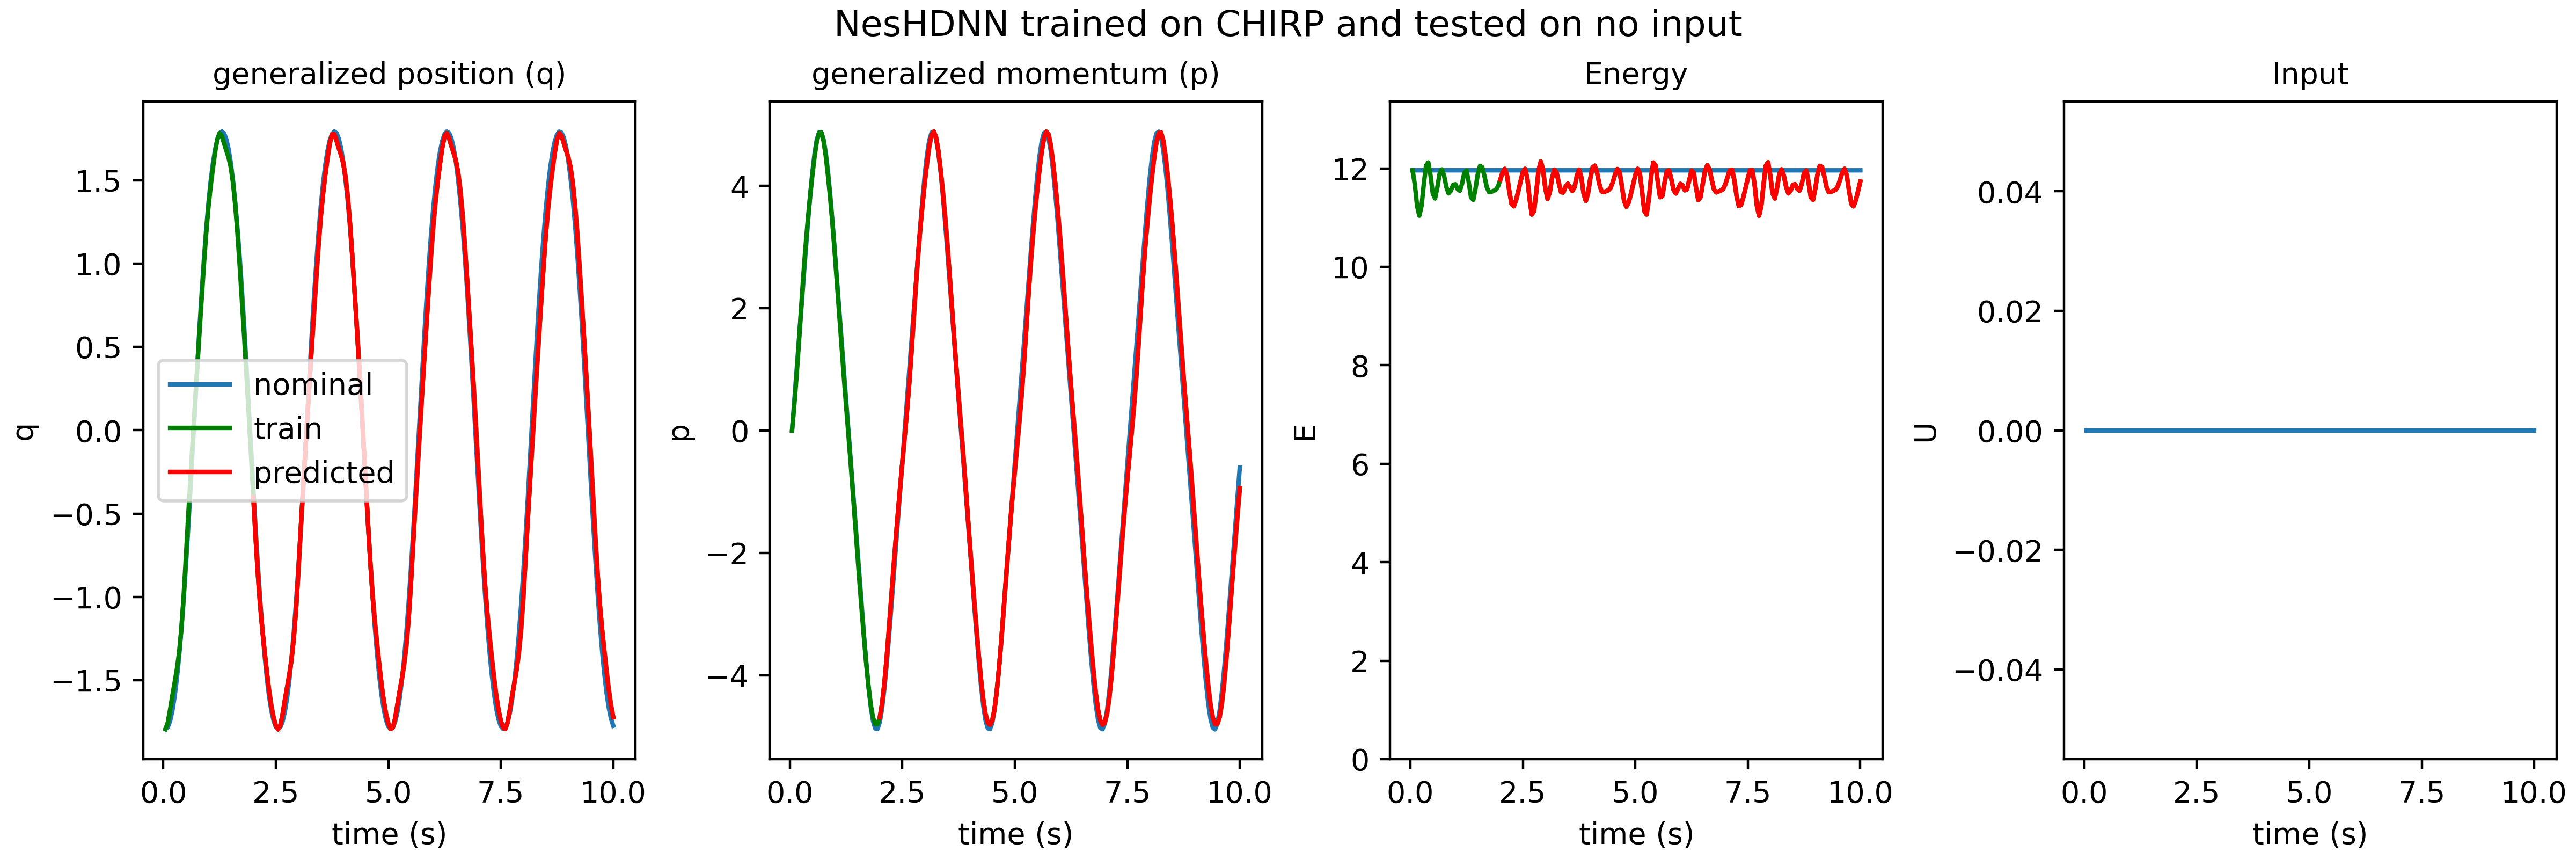 NesHDNN trained on CHIRP and tested on no input
generalized position (q)
1.5
1.0
0.5
0.0
−0.5
−1.0
−1.5
q
nominal
train
predicted
0.0 2.5 5.0 7.5 10.0
time (s)
generalized momentum (p)
4
2
0
−2
−4
p
0.0 2.5 5.0 7.5 10.0
time (s)
Energy
12
10
8
6
4
2
0
E
0.0 2.5 5.0 7.5 10.0
time (s)
Input
0.04
0.02
0.00
−0.02
−0.04
U
0.0 2.5 5.0 7.5 10.0
time (s)